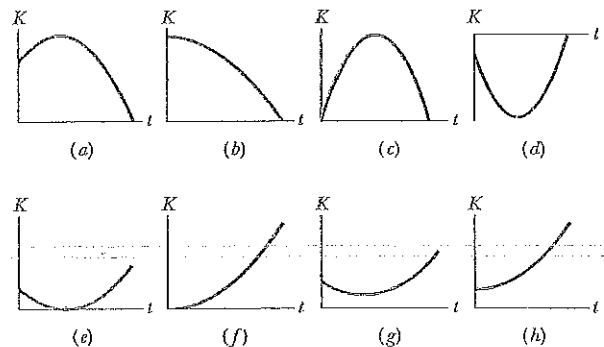 K K K K t
t t t
(a) (b) (c) (d)
K K K K
t t t t
(e) (f) (g) (h)